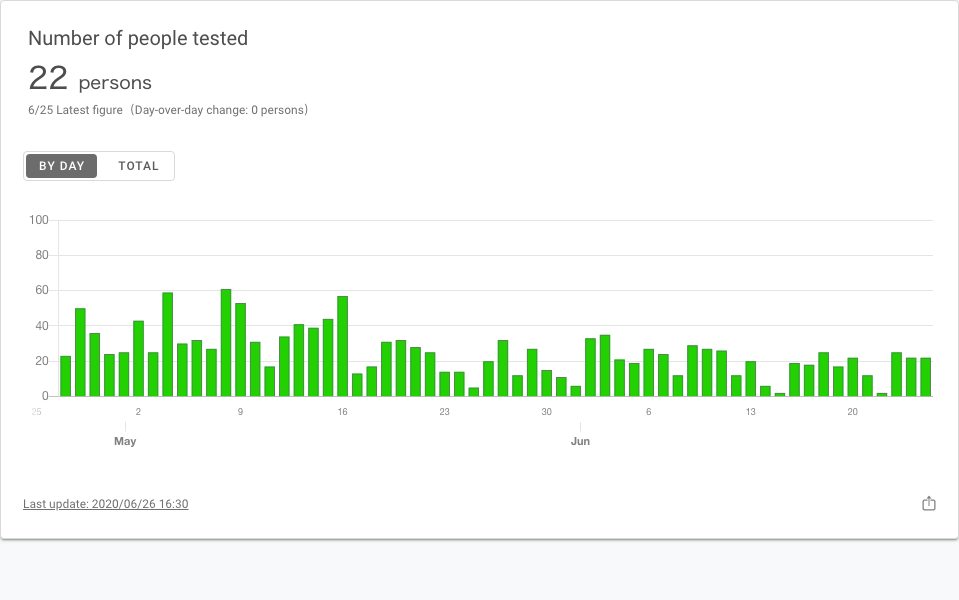 Number of people tested
22 persons
6/25 Latest figure（Day-over-day change: 0 persons）
BY DAY TOTAL
100
80
60
40
20
0
25 2 9 16 23 30 6 13 20
May Jun
Last update: 2020/06/26 16:30